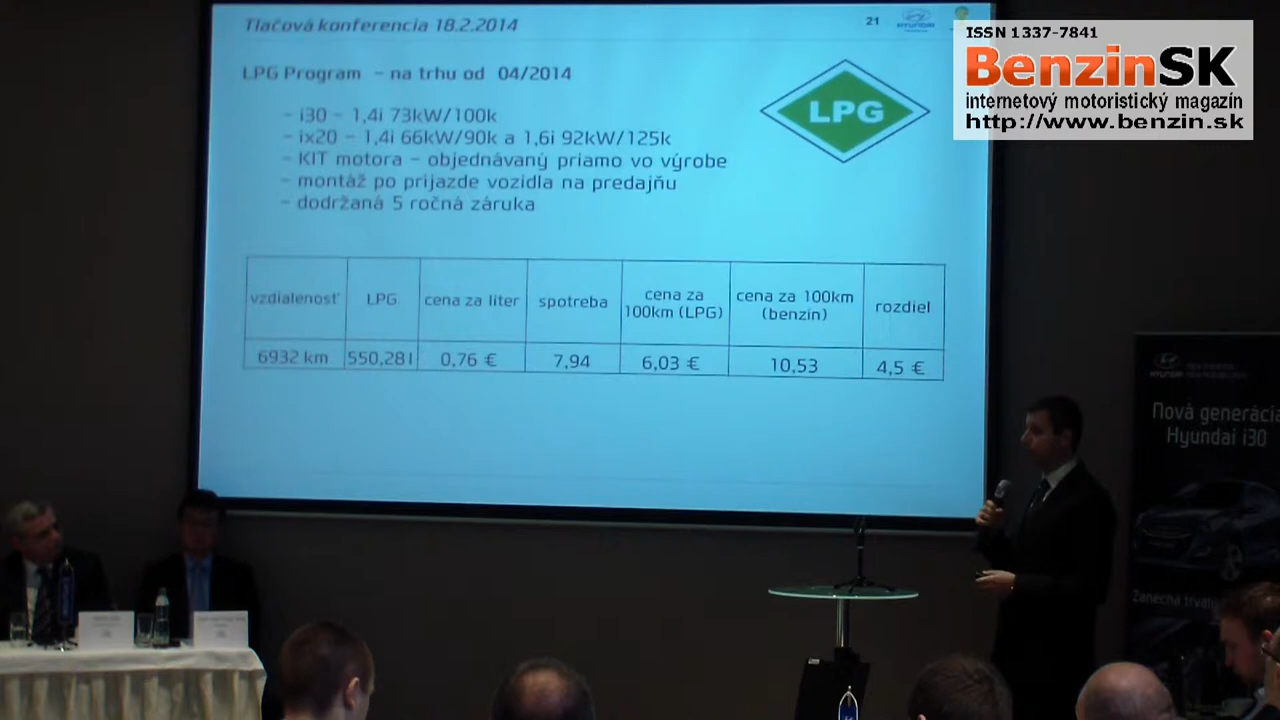 Tlačová konferencia 18.2.2014
21
HYUNDAI
ISSN 1337-7841
BenzinSK
internetový motoristický magazín
http://www.benzin.sk
LPG Program – na trhu od 04/2014
LPG
– i30 – 1,4i 73kW/100k
– ix20 – 1,4i 66kW/90k a 1,6i 92kW/125k
– KIT motora – objednávaný priamo vo výrobe
– montáž po prijazde vozidla na predajňu
– dodržaná 5 ročná záruka
vzdialenosť LPG cena za liter spotreba cena za 100km (LPG) cena za 100km (benzin) rozdiel
6932 km 550,28l 0,76 € 7,94 6,03 € 10,53 4,5 €
HYUNDAI
Nová generácia
Hyundai i30
Zanechá trvalý